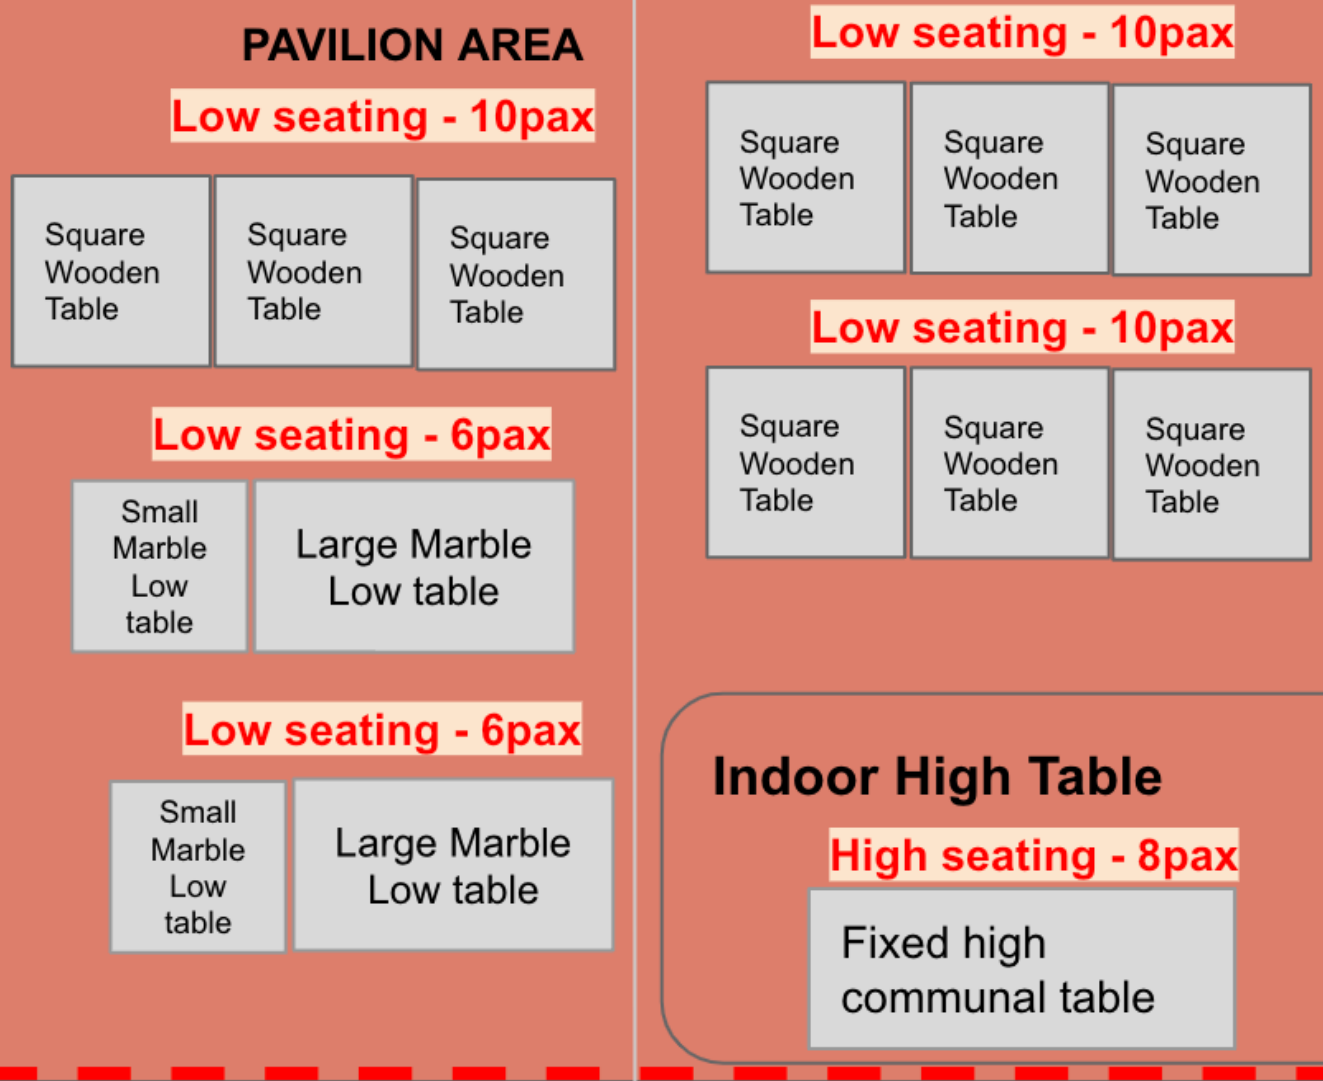 PAVILION AREA
Low seating - 10pax
Square
Wooden
Table
Square
Wooden
Table
Square
Wooden
Table
Low seating - 6pax
Small
Marble
Low
table
Large Marble
Low table
Low seating - 6pax
Small
Marble
Low
table
Large Marble
Low table
Low seating - 10pax
Square
Wooden
Table
Square
Wooden
Table
Square
Wooden
Table
Low seating - 10pax
Square
Wooden
Table
Square
Wooden
Table
Square
Wooden
Table
Indoor High Table
High seating - 8pax
Fixed high
communal table